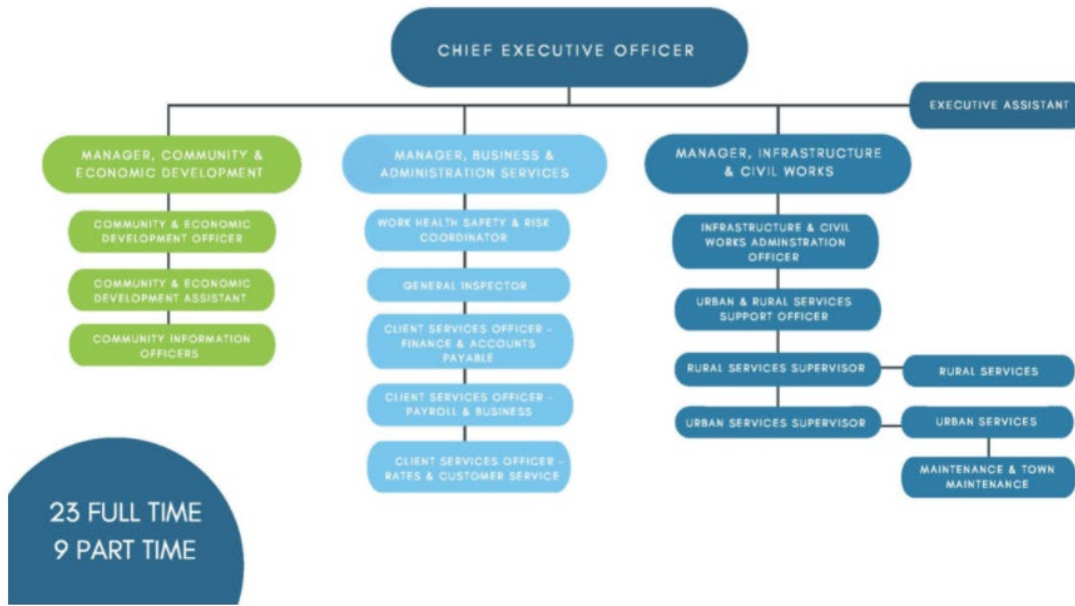 CHIEF EXECUTIVE OFFICER
EXECUTIVE ASSISTANT
MANAGER, COMMUNITY &
ECONOMIC DEVELOPMENT
COMMUNITY & ECONOMIC
DEVELOPMENT OFFICER
COMMUNITY & ECONOMIC
DEVELOPMENT ASSISTANT
COMMUNITY INFORMATION
OFFICERS
MANAGER, BUSINESS &
ADMINISTRATION SERVICES
WORK HEALTH SAFETY & RISK
COORDINATOR
GENERAL INSPECTOR
CLIENT SERVICES OFFICER -
FINANCE & ACCOUNTS
PAYABLE
CLIENT SERVICES OFFICER -
PAYROLL & BUSINESS
CLIENT SERVICES OFFICER -
RATES & CUSTOMER SERVICE
MANAGER, INFRASTRUCTURE
& CIVIL WORKS
INFRASTRUCTURE & CIVIL
WORKS ADMINSTRATION
OFFICER
URBAN & RURAL SERVICES
SUPPORT OFFICER
RURAL SERVICES SUPERVISOR
RURAL SERVICES
URBAN SERVICES SUPERVISOR
URBAN SERVICES
MAINTENANCE & TOWN
MAINTENANCE
23 FULL TIME
9 PART TIME